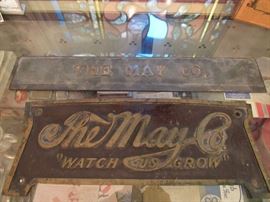 THE MAY CO.
The May Co
"WATCH US GROW"